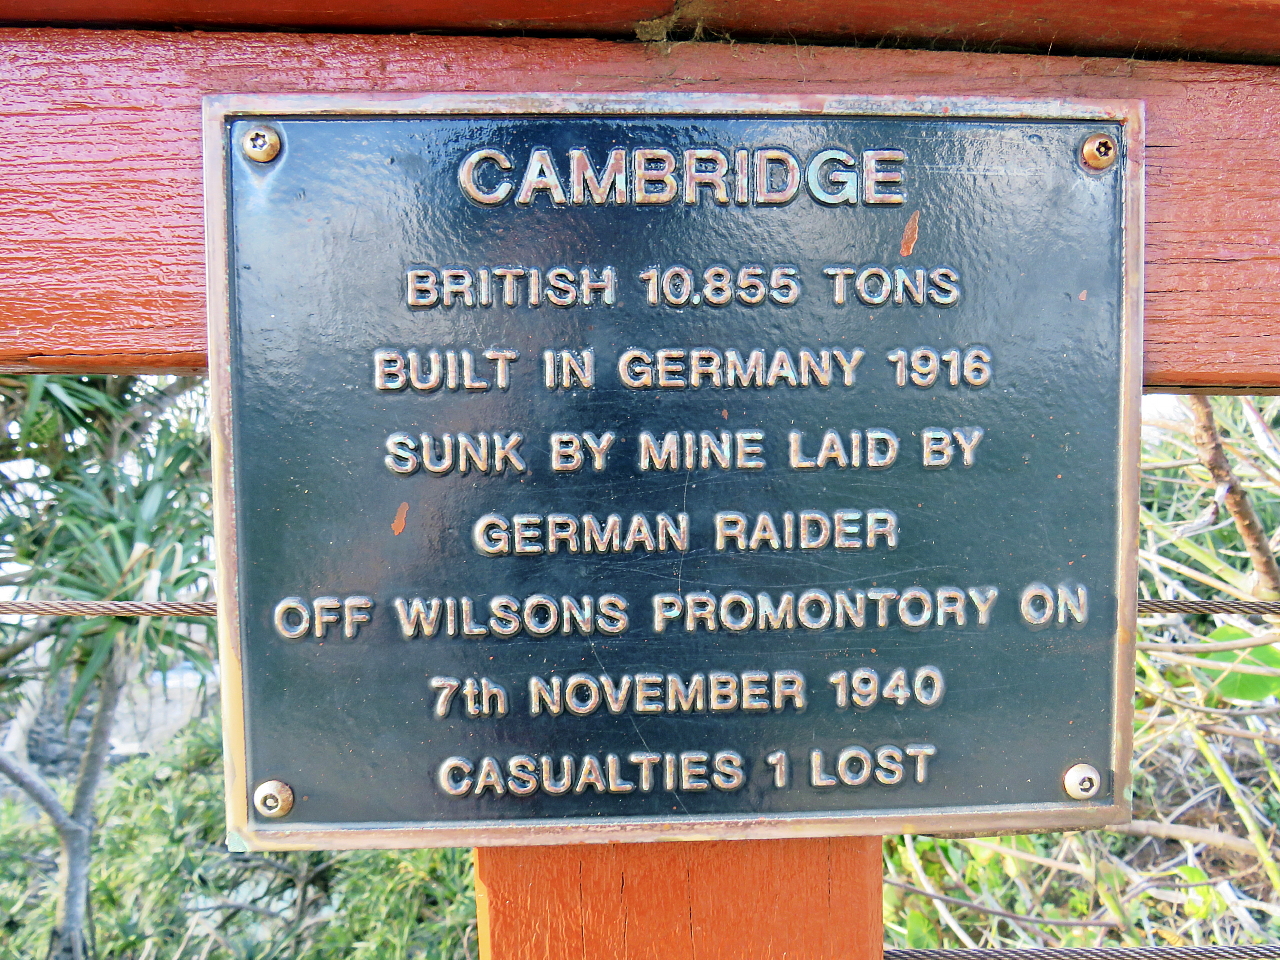 CAMBRIDGE
BRITISH 10.855 TONS
BUILT IN GERMANY 1916
SUNK BY MINE LAID BY
GERMAN RAIDER
OFF WILSONS PROMONTORY ON
7th NOVEMBER 1940
CASUALTIES 1 LOST